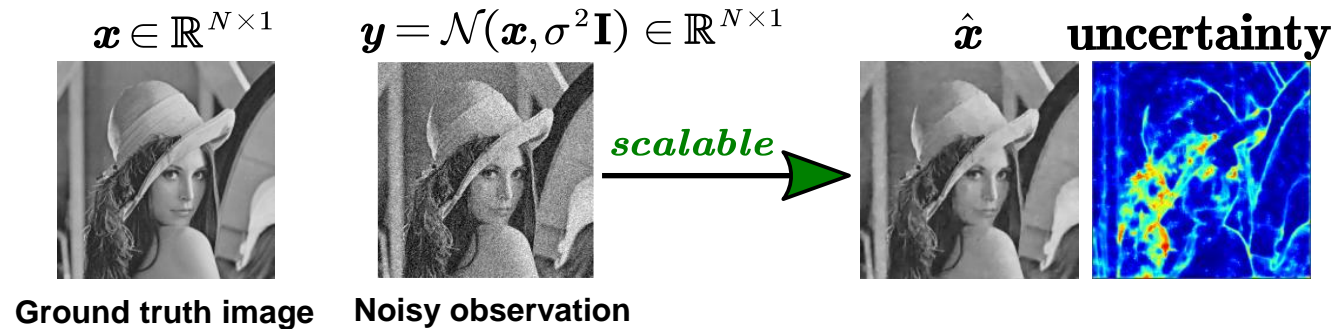 𝒙 ∈ ℝ^{N×1}
𝒚 = 𝒩(𝒙, σ²𝐈) ∈ ℝ^{N×1}
𝒙̂
uncertainty
scalable
Ground truth image
Noisy observation